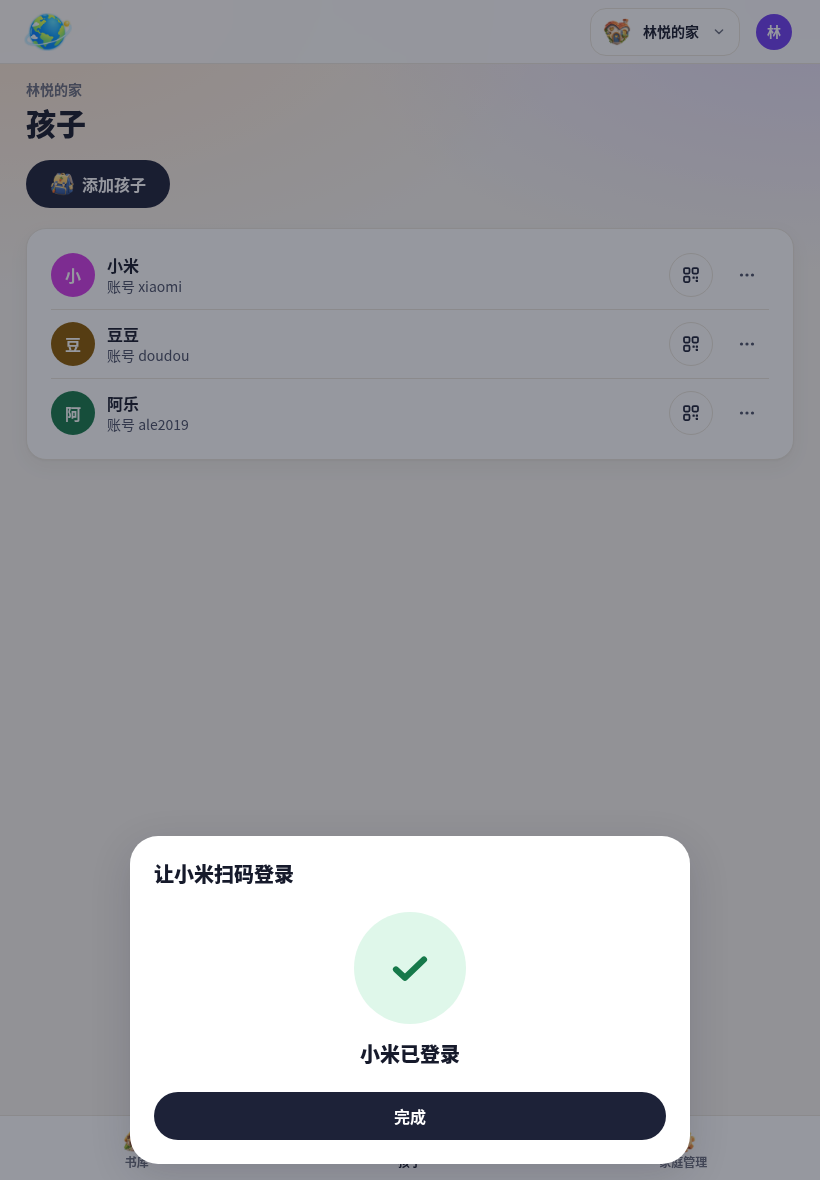 林悦的家
林
林悦的家
孩子
添加孩子
小
小米
账号 xiaomi
豆
豆豆
账号 doudou
阿
阿乐
账号 ale2019
让小米扫码登录
小米已登录
完成
书库
孩子
家庭管理